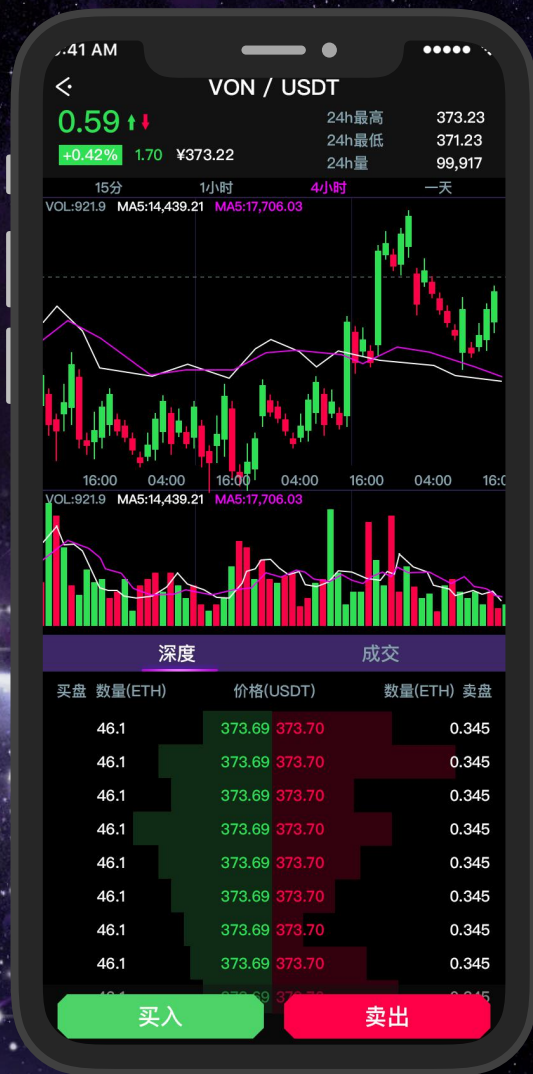 9:41 AM
VON / USDT
0.59
24h最高 373.23
24h最低 371.23
+0.42% 1.70 ¥373.22
24h量 99,917
15分 1小时 4小时 一天
VOL:921.9 MA5:14,439.21 MA5:17,706.03
16:00 04:00 16:00 04:00 16:00 04:00 16:0
VOL:921.9 MA5:14,439.21 MA5:17,706.03
深度 成交
买盘 数量(ETH) 价格(USDT) 数量(ETH) 卖盘
46.1 373.69 373.70 0.345
46.1 373.69 373.70 0.345
46.1 373.69 373.70 0.345
46.1 373.69 373.70 0.345
46.1 373.69 373.70 0.345
46.1 373.69 373.70 0.345
46.1 373.69 373.70 0.345
46.1 373.69 373.70 0.345
买入 卖出